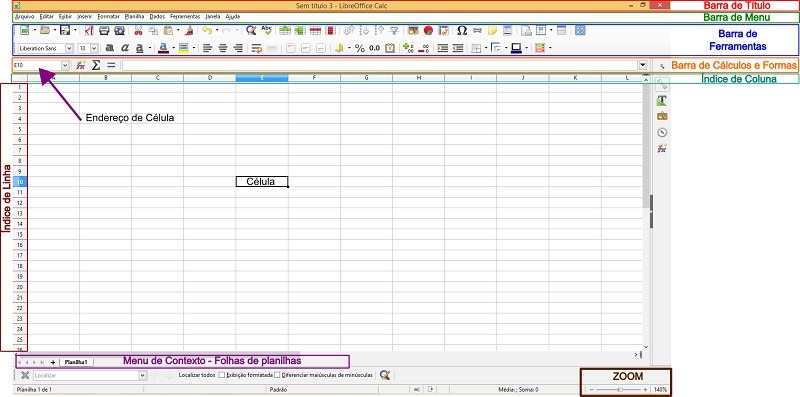 Sem título 3 - LibreOffice Calc
Barra de Título
Arquivo Editar Exibir Inserir Formatar Planilha Dados Ferramentas Janela Ajuda
Barra de Menu
Barra de
Ferramentas
Liberation Sans 10
E10
Barra de Cálculos e Formas
B C D E F G H I J K L
Índice de Coluna
1
2
3
4
Endereço de Célula
5
6
7
8
9
10 Célula
11
12
13
14
15
16
17
18
19
20
21
22
23
24
25
Índice de Linha
Planilha1
Menu de Contexto - Folhas de planilhas
Localizar Localizar todos Exibição formatada Diferenciar maiúsculas de minúsculas
ZOOM
Planilha 1 de 1 Padrão Média: ; Soma: 0 140%